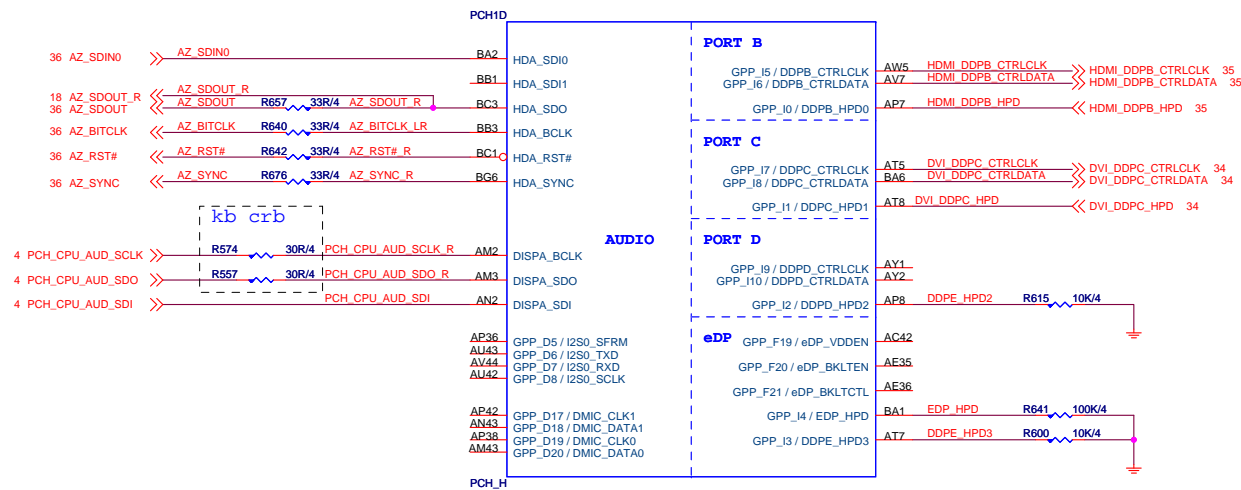 PCH1D
36 AZ_SDIN0 AZ_SDIN0 BA2 HDA_SDI0
BB1 HDA_SDI1
18 AZ_SDOUT_R AZ_SDOUT_R
36 AZ_SDOUT AZ_SDOUT R657 33R/4 AZ_SDOUT_R BC3 HDA_SDO
36 AZ_BITCLK AZ_BITCLK R640 33R/4 AZ_BITCLK_LR BB3 HDA_BCLK
36 AZ_RST# AZ_RST# R642 33R/4 AZ_RST#_R BC1 HDA_RST#
36 AZ_SYNC AZ_SYNC R676 33R/4 AZ_SYNC_R BG6 HDA_SYNC
kb crb
4 PCH_CPU_AUD_SCLK R574 30R/4 PCH_CPU_AUD_SCLK_R AM2 DISPA_BCLK
4 PCH_CPU_AUD_SDO R557 30R/4 PCH_CPU_AUD_SDO_R AM3 DISPA_SDO
4 PCH_CPU_AUD_SDI PCH_CPU_AUD_SDI AN2 DISPA_SDI
AP36 GPP_D5 / I2S0_SFRM
AU43 GPP_D6 / I2S0_TXD
AV44 GPP_D7 / I2S0_RXD
AU42 GPP_D8 / I2S0_SCLK
AP42 GPP_D17 / DMIC_CLK1
AN43 GPP_D18 / DMIC_DATA1
AP38 GPP_D19 / DMIC_CLK0
AM43 GPP_D20 / DMIC_DATA0
PCH_H
AUDIO
PORT B
GPP_I5 / DDPB_CTRLCLK AW5 HDMI_DDPB_CTRLCLK HDMI_DDPB_CTRLCLK 35
GPP_I6 / DDPB_CTRLDATA AV7 HDMI_DDPB_CTRLDATA HDMI_DDPB_CTRLDATA 35
GPP_I0 / DDPB_HPD0 AP7 HDMI_DDPB_HPD HDMI_DDPB_HPD 35
PORT C
GPP_I7 / DDPC_CTRLCLK AT5 DVI_DDPC_CTRLCLK DVI_DDPC_CTRLCLK 34
GPP_I8 / DDPC_CTRLDATA BA6 DVI_DDPC_CTRLDATA DVI_DDPC_CTRLDATA 34
GPP_I1 / DDPC_HPD1 AT8 DVI_DDPC_HPD DVI_DDPC_HPD 34
PORT D
GPP_I9 / DDPD_CTRLCLK AY1
GPP_I10 / DDPD_CTRLDATA AY2
GPP_I2 / DDPD_HPD2 AP8 DDPE_HPD2 R615 10K/4
eDP
GPP_F19 / eDP_VDDEN AC42
GPP_F20 / eDP_BKLTEN AE35
GPP_F21 / eDP_BKLTCTL AE36
GPP_I4 / EDP_HPD BA1 EDP_HPD R641 100K/4
GPP_I3 / DDPE_HPD3 AT7 DDPE_HPD3 R600 10K/4